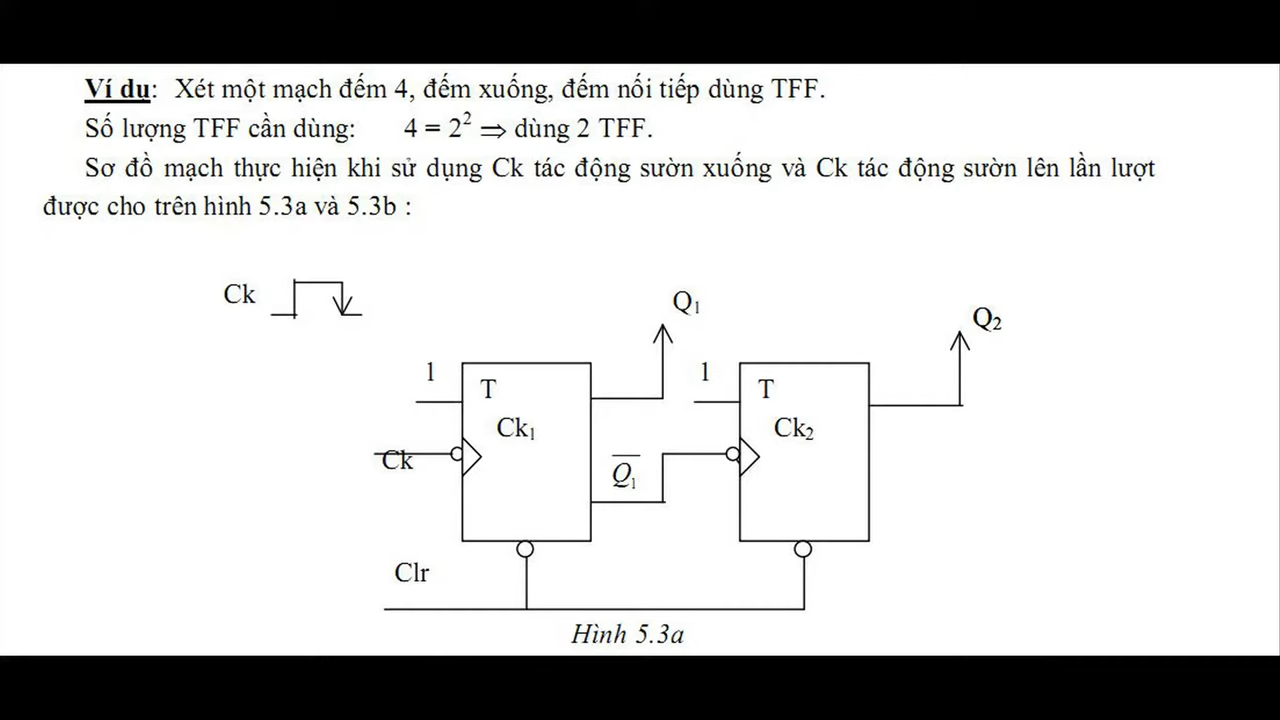 Ví dụ: Xét một mạch đếm 4, đếm xuống, đếm nối tiếp dùng TFF.
Số lượng TFF cần dùng: 4 = 2² ⇒ dùng 2 TFF.
Sơ đồ mạch thực hiện khi sử dụng Ck tác động sườn xuống và Ck tác động sườn lên lần lượt
được cho trên hình 5.3a và 5.3b :
Ck
Q₁
Q₂
1
T
Ck₁
Ck
Q̅₁
1
T
Ck₂
Clr
Hình 5.3a